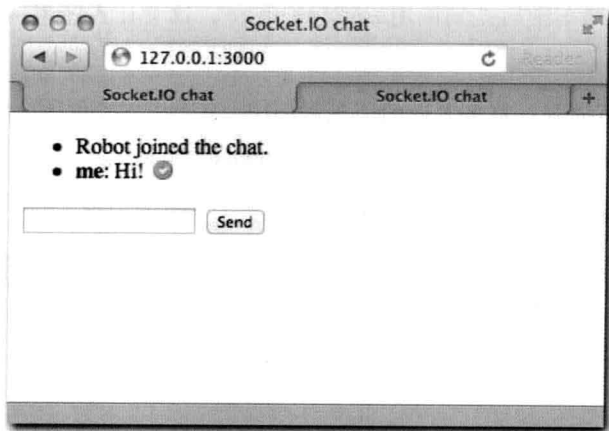 Socket.IO chat
127.0.0.1:3000
Reader
Socket.IO chat
Socket.IO chat
+
• Robot joined the chat.
• me: Hi!
Send